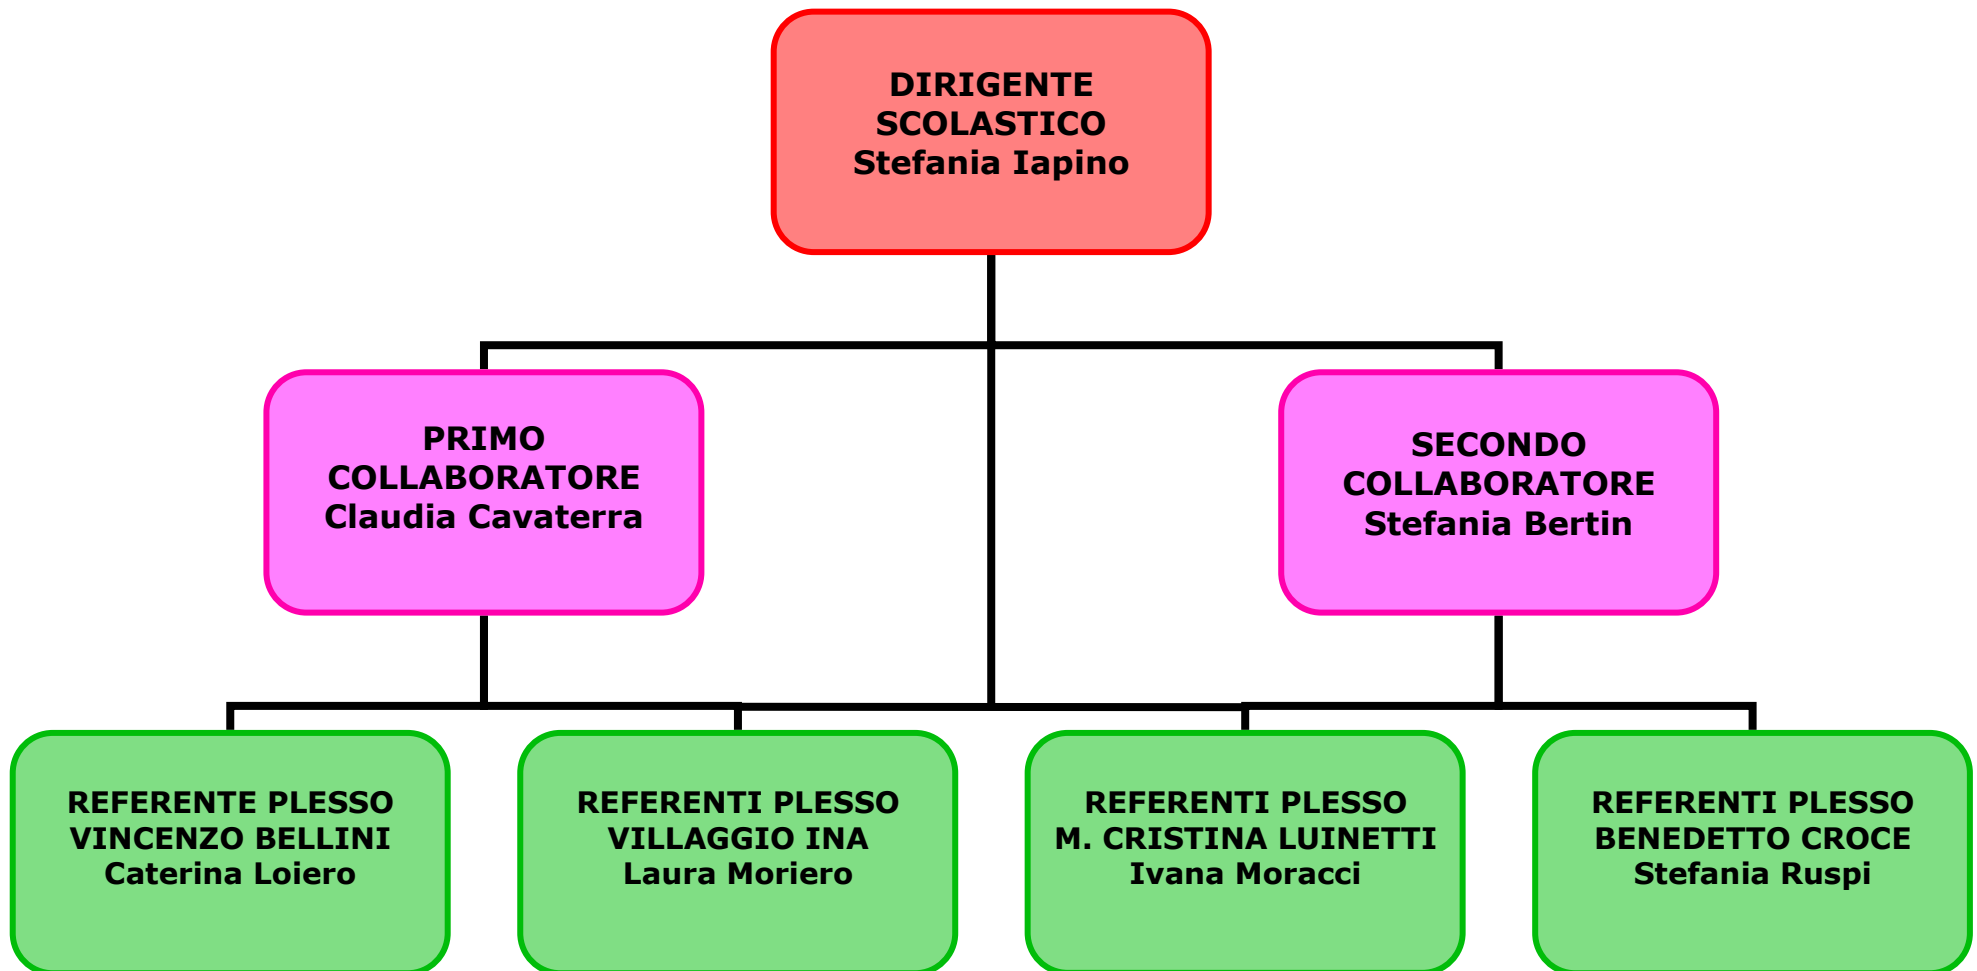 DIRIGENTE
SCOLASTICO
Stefania Iapino
PRIMO
COLLABORATORE
Claudia Cavaterra
SECONDO
COLLABORATORE
Stefania Bertin
REFERENTE PLESSO
VINCENZO BELLINI
Caterina Loiero
REFERENTI PLESSO
VILLAGGIO INA
Laura Moriero
REFERENTI PLESSO
M. CRISTINA LUINETTI
Ivana Moracci
REFERENTI PLESSO
BENEDETTO CROCE
Stefania Ruspi